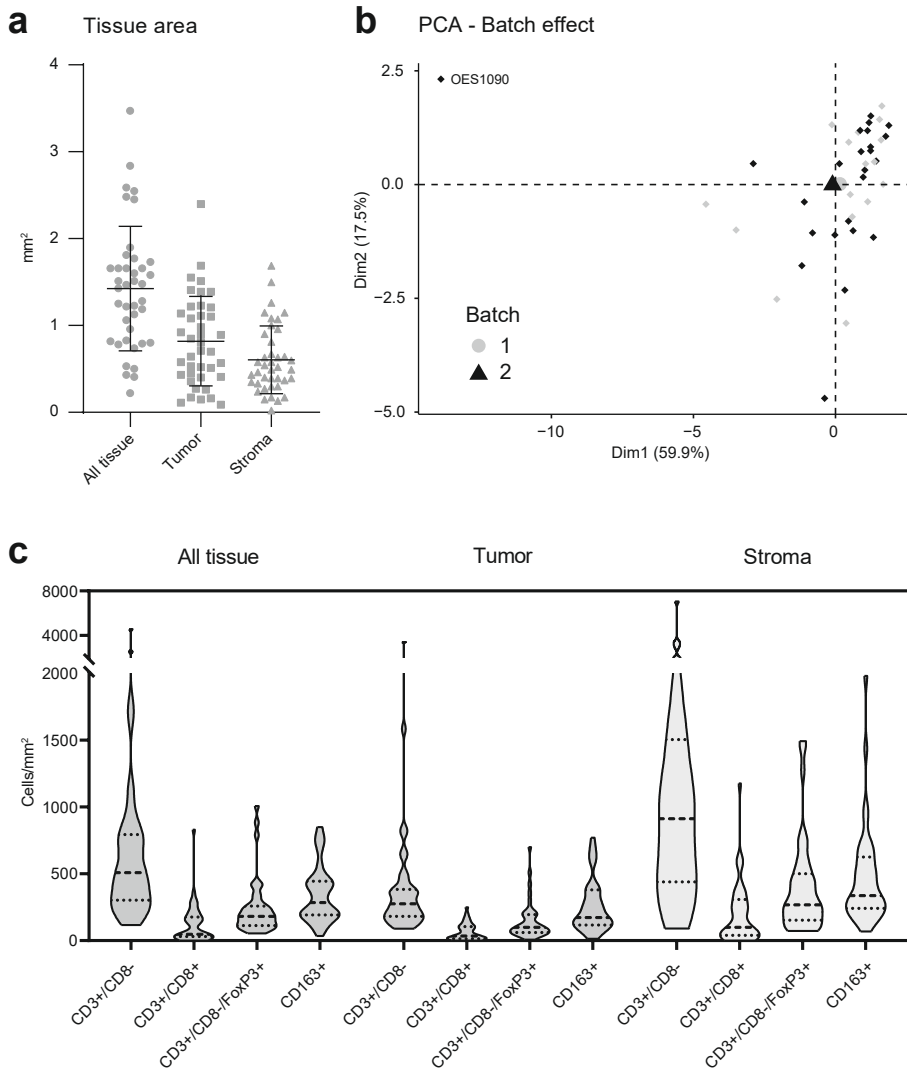 a Tissue area
4
3
2
1
0
mm²
All tissue
Tumor
Stroma
b PCA - Batch effect
2.5
0.0
−2.5
−5.0
Dim2 (17.5%)
OES1090
Batch
1
2
−10 −5 0
Dim1 (59.9%)
c All tissue Tumor Stroma
8000
4000
2000
1500
1000
500
0
Cells/mm²
CD3+/CD8-
CD3+/CD8+
CD3+/CD8-/FoxP3+
CD163+
CD3+/CD8-
CD3+/CD8+
CD3+/CD8-/FoxP3+
CD163+
CD3+/CD8-
CD3+/CD8+
CD3+/CD8-/FoxP3+
CD163+